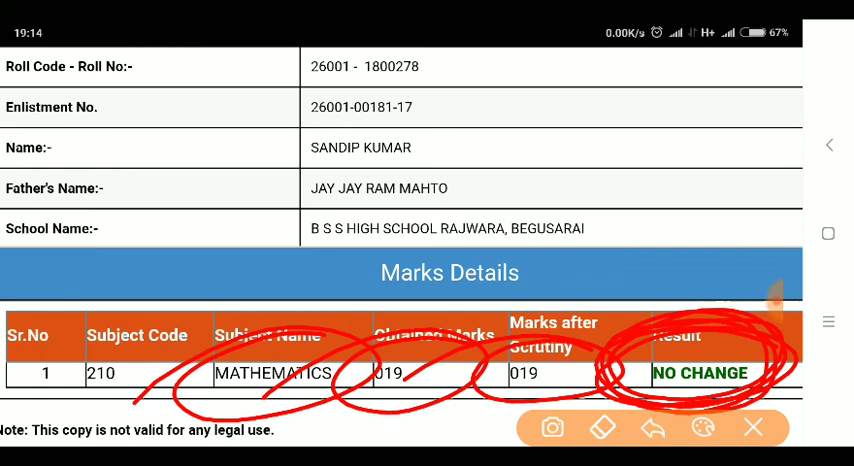 19:14 0.00K/s H+ 67%
Roll Code - Roll No:- 26001 - 1800278
Enlistment No. 26001-00181-17
Name:- SANDIP KUMAR
Father's Name:- JAY JAY RAM MAHTO
School Name:- B S S HIGH SCHOOL RAJWARA, BEGUSARAI
Marks Details
Sr.No Subject Code Subject Name Obtained Marks Marks after Scrutiny Result
1 210 MATHEMATICS 019 019 NO CHANGE
Note: This copy is not valid for any legal use.